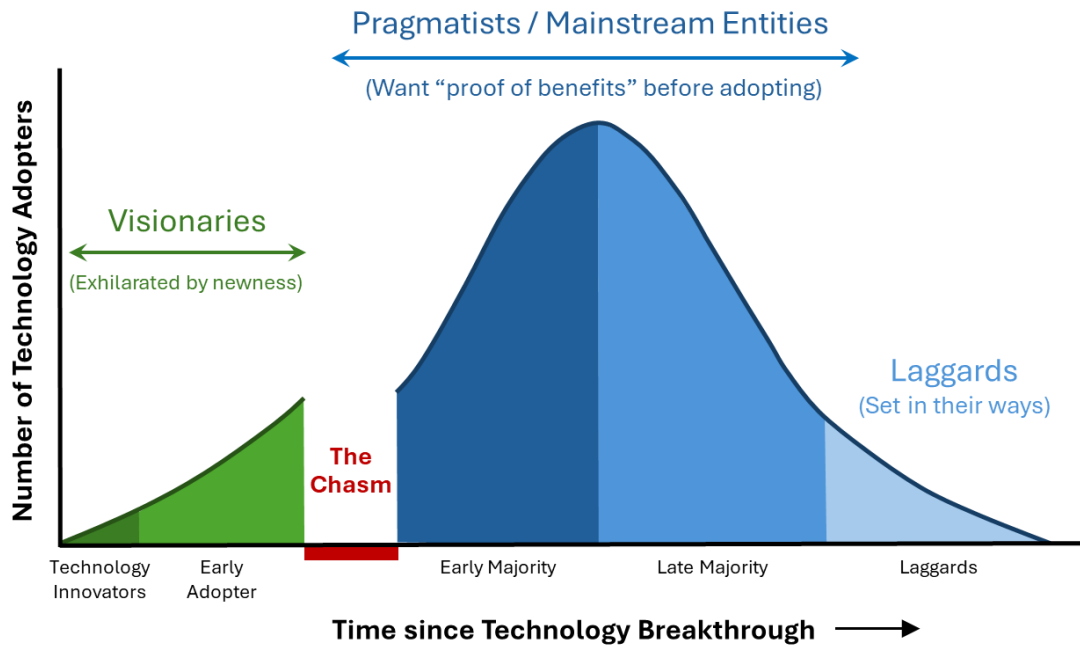 Pragmatists / Mainstream Entities
(Want “proof of benefits” before adopting)
Number of Technology Adopters
Visionaries
(Exhilarated by newness)
Laggards
(Set in their ways)
The
Chasm
Technology
Innovators
Early
Adopter
Early Majority
Late Majority
Laggards
Time since Technology Breakthrough